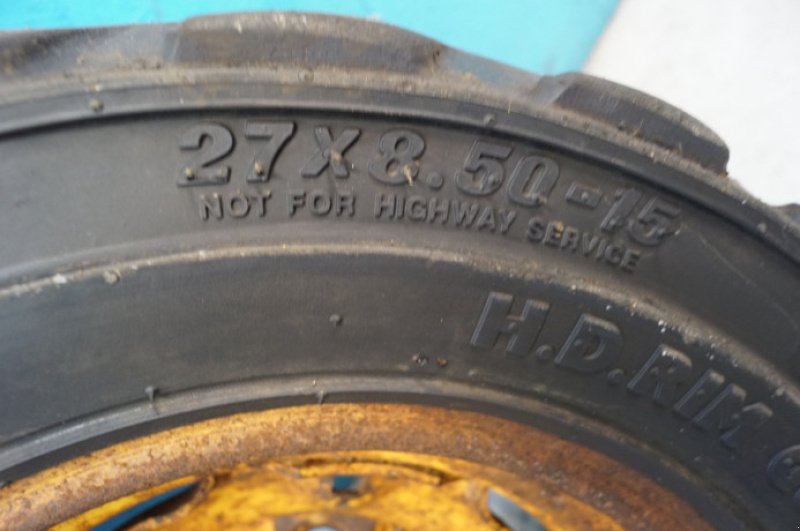 27X8.50-15
NOT FOR HIGHWAY SERVICE
H.D.RIM